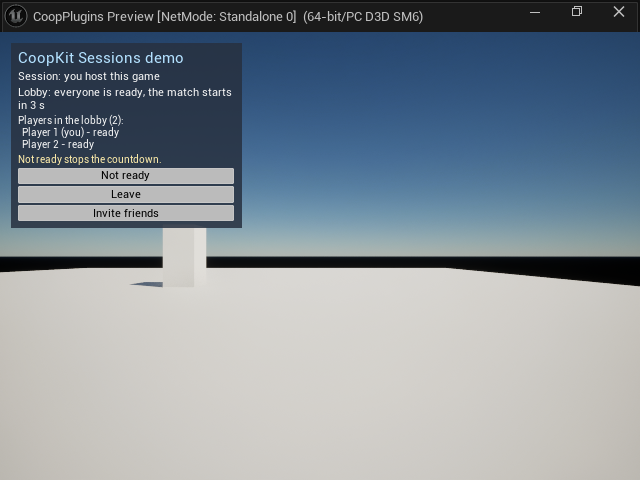 CoopPlugins Preview [NetMode: Standalone 0] (64-bit/PC D3D SM6)
CoopKit Sessions demo
Session: you host this game
Lobby: everyone is ready, the match starts
in 3 s
Players in the lobby (2):
Player 1 (you) - ready
Player 2 - ready
Not ready stops the countdown.
Not ready
Leave
Invite friends